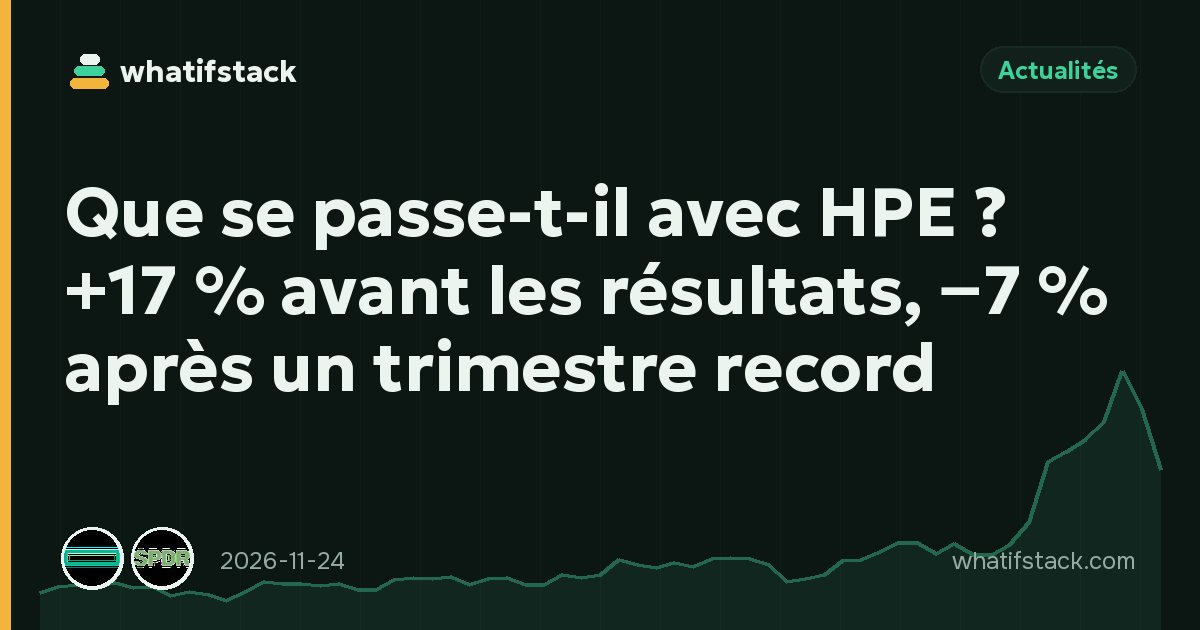 whatifstack
Actualités
Que se passe-t-il avec HPE ?
+17 % avant les résultats, −7 %
après un trimestre record
SPDR
2026-11-24
whatifstack.com